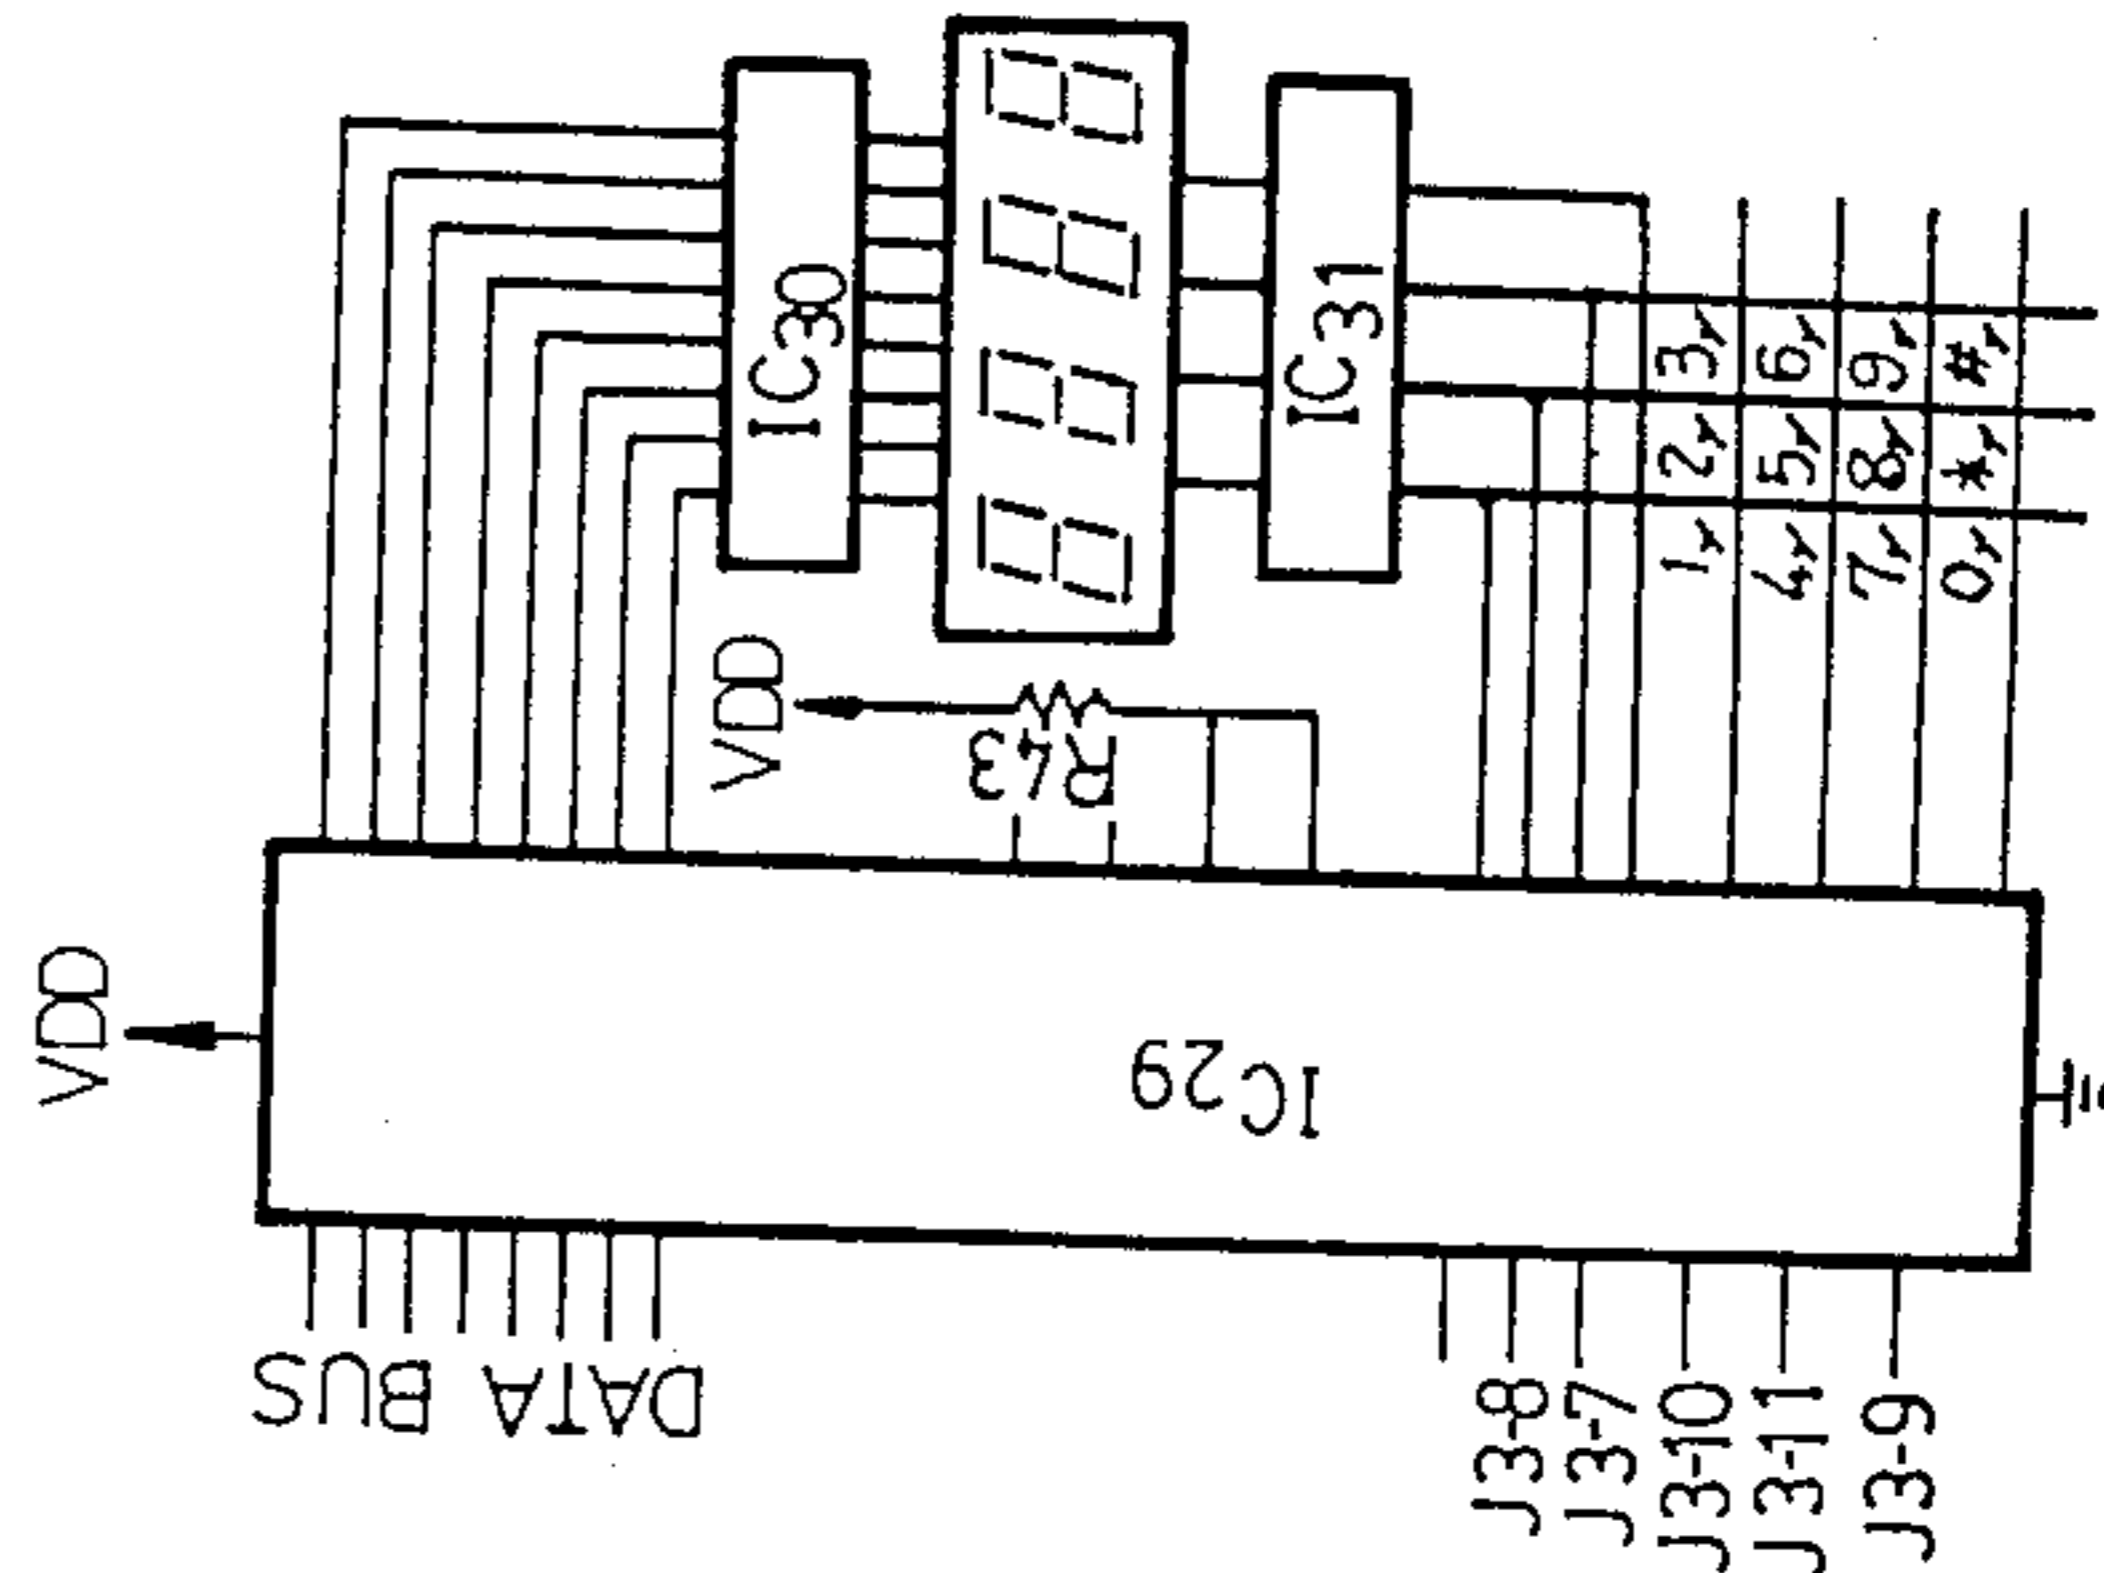 IC30
IC31
3 6 9 #
2 5 8 *
1 4 7 0
VDD
R43
VDD
IC29
DATA BUS
J3-8
J3-7
J3-10
J3-11
J3-9